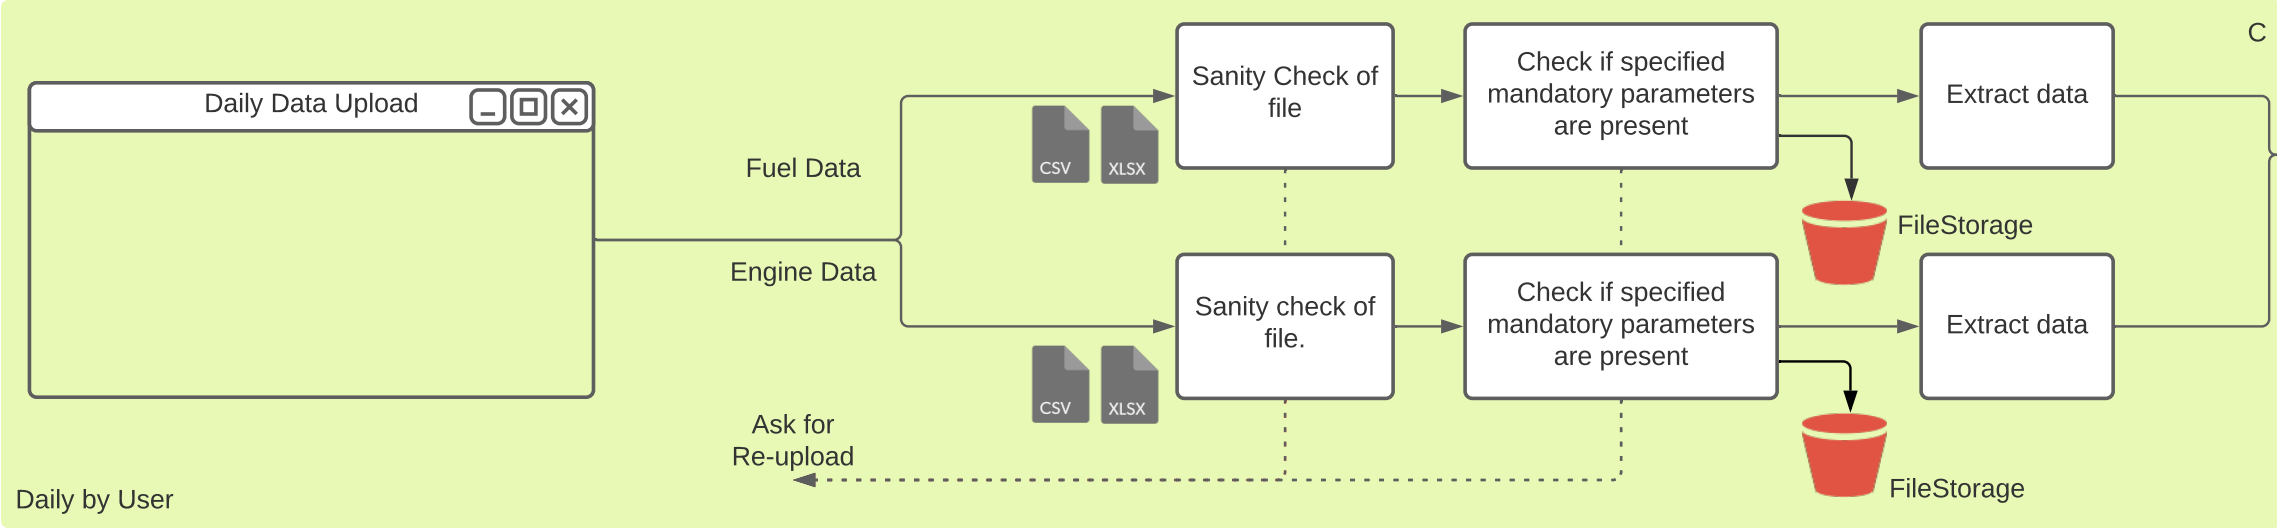 Daily Data Upload
Fuel Data
Engine Data
CSV
XLSX
Sanity Check of
file
Check if specified
mandatory parameters
are present
Extract data
C
FileStorage
CSV
XLSX
Sanity check of
file.
Check if specified
mandatory parameters
are present
Extract data
FileStorage
Ask for
Re-upload
Daily by User